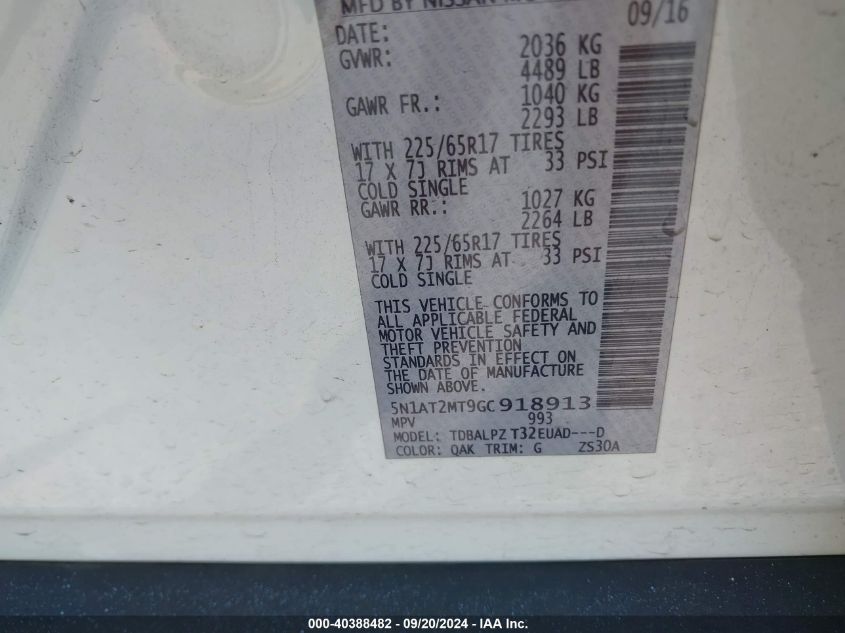 MFD BY NISSAN
DATE: 09/16
GVWR: 2036 KG
4489 LB
GAWR FR.: 1040 KG
2293 LB
WITH 225/65R17 TIRES
17 X 7J RIMS AT 33 PSI
COLD SINGLE
GAWR RR.: 1027 KG
2264 LB
WITH 225/65R17 TIRES
17 X 7J RIMS AT 33 PSI
COLD SINGLE
THIS VEHICLE CONFORMS TO
ALL APPLICABLE FEDERAL
MOTOR VEHICLE SAFETY AND
THEFT PREVENTION
STANDARDS IN EFFECT ON
THE DATE OF MANUFACTURE
SHOWN ABOVE.
5N1AT2MT9GC918913
MPV 993
MODEL: TDBALPZ T32EUAD---D
COLOR: QAK TRIM: G ZS30A
000-40388482 - 09/20/2024 - IAA Inc.